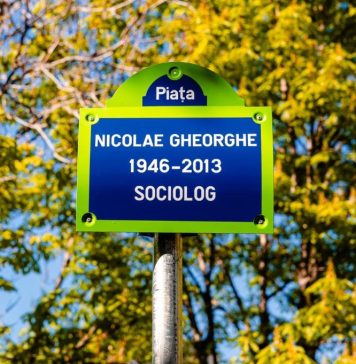 Piața
NICOLAE GHEORGHE
1946-2013
SOCIOLOG